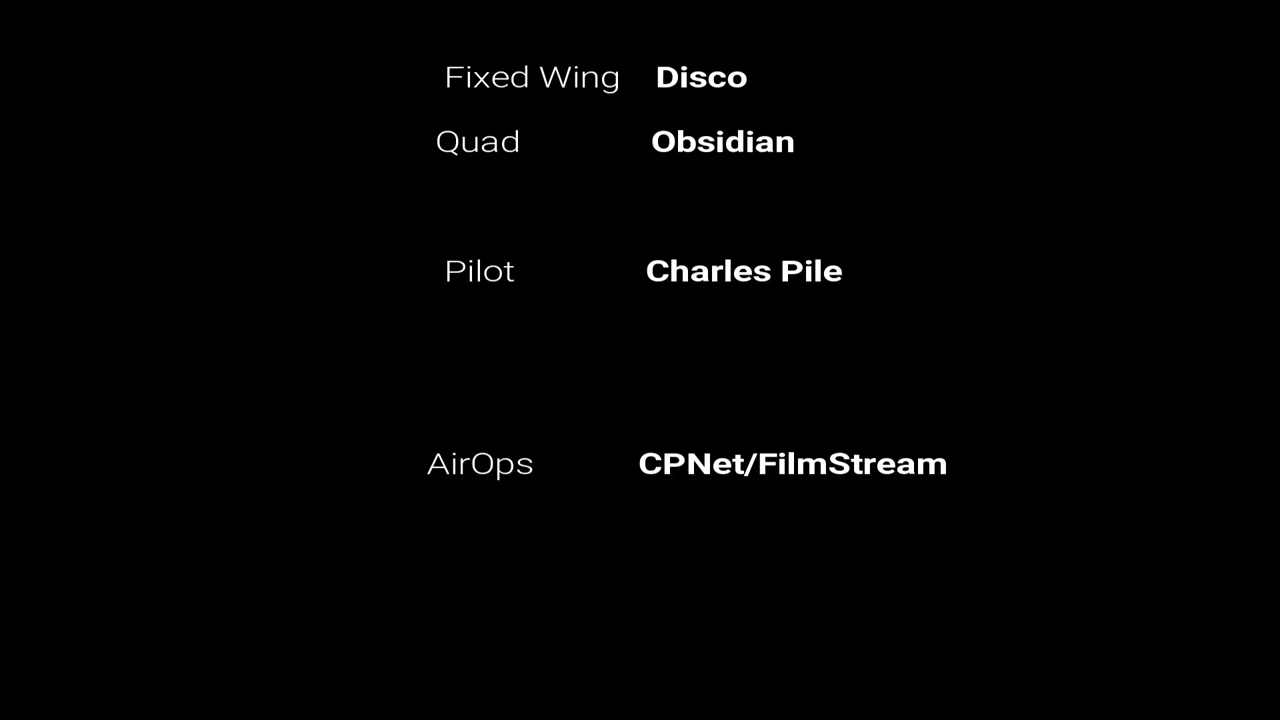 Fixed Wing Disco
Quad Obsidian
Pilot Charles Pile
AirOps CPNet/FilmStream